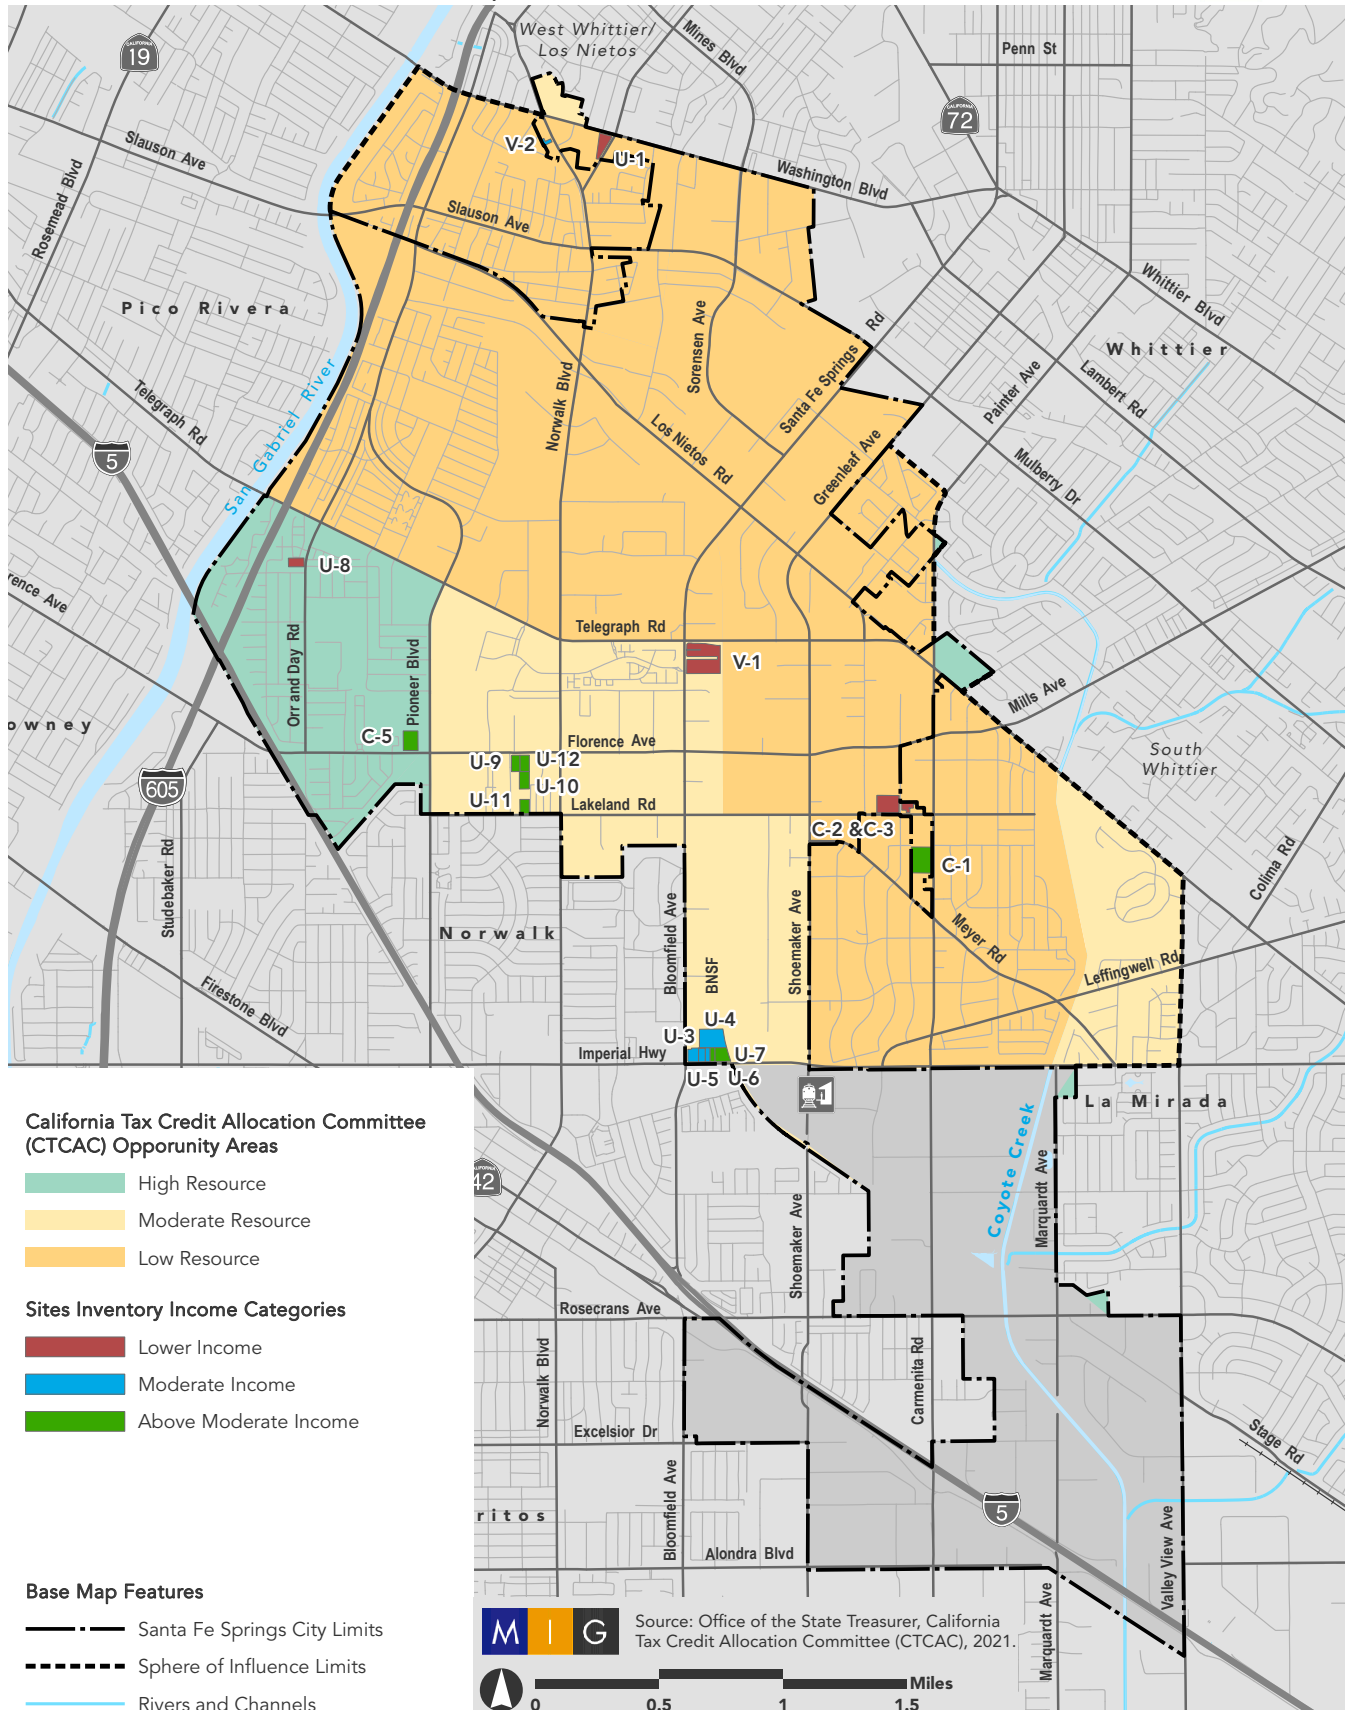 West Whittier/
Los Nietos
Mines Blvd
Penn St
CALIFORNIA
19
CALIFORNIA
72
Slauson Ave
Rosemead Blvd
V-2
U-1
Washington Blvd
Slauson Ave
Whittier Blvd
Pico Rivera
Whittier
Sorensen Ave
Santa Fe Springs Rd
Painter Ave
Lambert Rd
Norwalk Blvd
Telegraph Rd
San Gabriel River
5
Los Nietos Rd
Greenleaf Ave
Mulberry Dr
U-8
rence Ave
Telegraph Rd
V-1
Orr and Day Rd
Pioneer Blvd
Mills Ave
owney
C-5
Florence Ave
South
Whittier
U-9
U-12
U-10
605
U-11
Lakeland Rd
C-2 &C-3
C-1
Colima Rd
Studebaker Rd
Norwalk
Bloomfield Ave
BNSF
Shoemaker Ave
Meyer Rd
Leffingwell Rd
Firestone Blvd
U-4
U-3
Imperial Hwy
U-7
U-5
U-6
La Mirada
Coyote Creek
Marquardt Ave
California Tax Credit Allocation Committee
(CTCAC) Opporunity Areas
High Resource
Moderate Resource
Low Resource
CALIFORNIA
42
Shoemaker Ave
Sites Inventory Income Categories
Lower Income
Moderate Income
Above Moderate Income
Rosecrans Ave
Norwalk Blvd
Carmenita Rd
Excelsior Dr
Stage Rd
Bloomfield Ave
5
ritos
Alondra Blvd
Valley View Ave
Marquardt Ave
Base Map Features
Santa Fe Springs City Limits
Sphere of Influence Limits
Rivers and Channels
M I G
Source: Office of the State Treasurer, California
Tax Credit Allocation Committee (CTCAC), 2021.
Miles
0 0.5 1 1.5